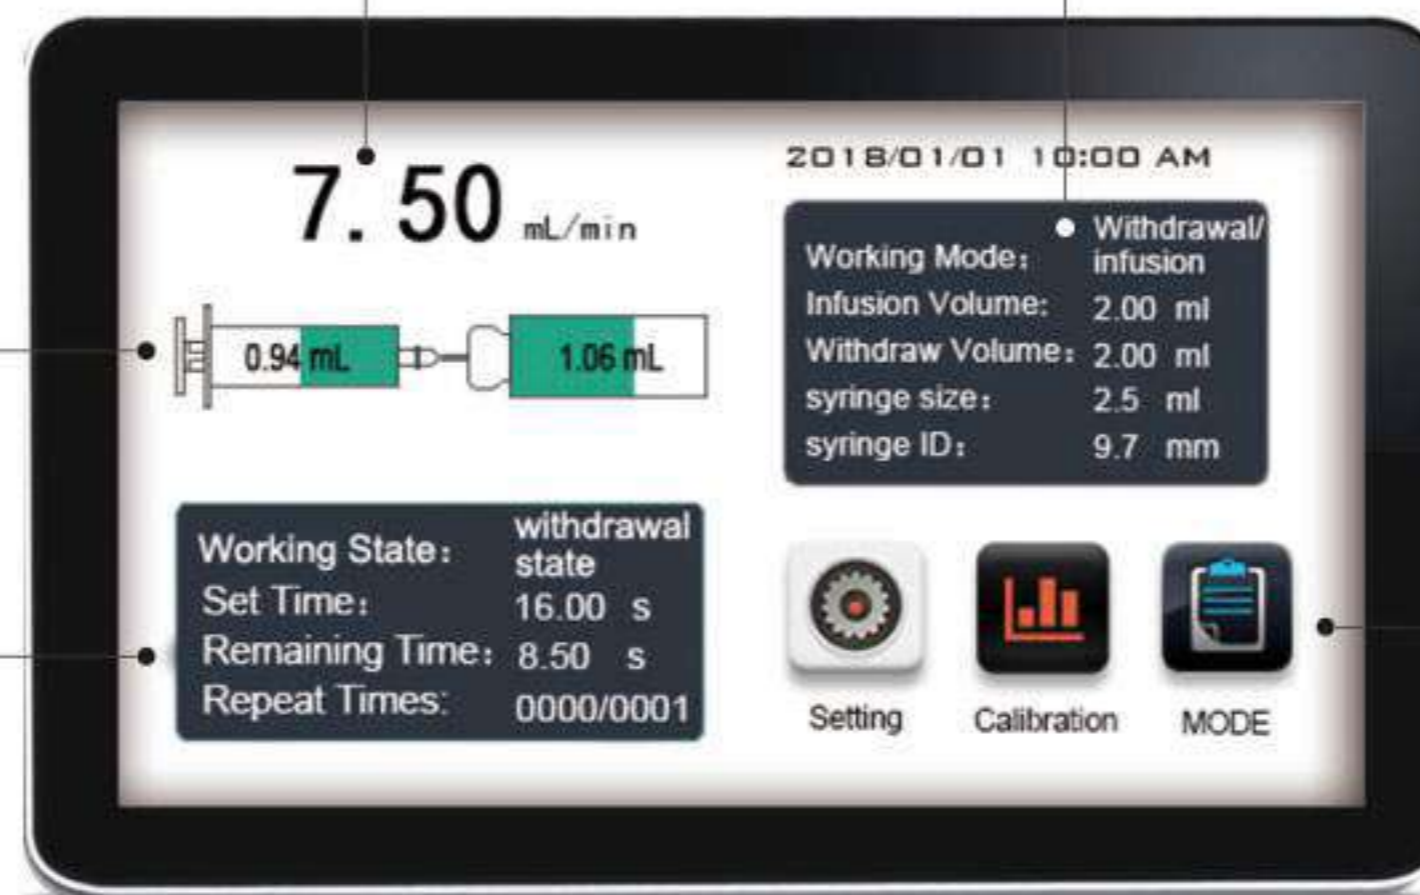 7.50 mL/min
2018/01/01 10:00 AM
Working Mode: Withdrawal/
infusion
Infusion Volume: 2.00 ml
Withdraw Volume: 2.00 ml
syringe size: 2.5 ml
syringe ID: 9.7 mm
0.94 mL
1.06 mL
Working State: withdrawal
state
Set Time: 16.00 s
Remaining Time: 8.50 s
Repeat Times: 0000/0001
Setting
Calibration
MODE